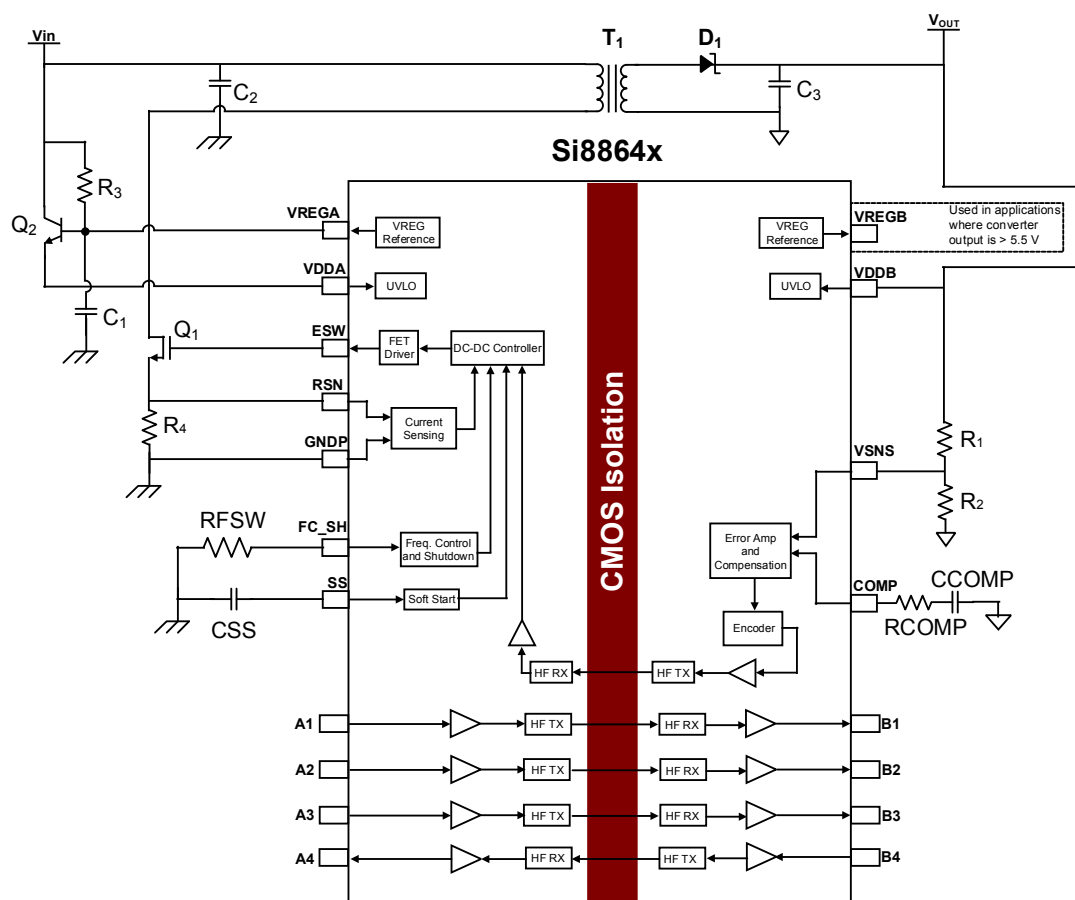 Vin
T1
D1
VOUT
C2
C3
Si8864x
R3
Q2
VREGA
VREG
Reference
VREG
Reference
VREGB
Used in applications
where converter
output is > 5.5 V
VDDA
UVLO
UVLO
VDDB
C1
Q1
ESW
FET
Driver
DC-DC Controller
RSN
R4
Current
Sensing
GNDP
CMOS Isolation
VSNS
R1
R2
RFSW
FC_SH
Freq. Control
and Shutdown
Error Amp
and
Compensation
SS
CSS
Soft Start
COMP
CCOMP
RCOMP
Encoder
HF RX
HF TX
A1
HF TX
HF RX
B1
A2
HF TX
HF RX
B2
A3
HF TX
HF RX
B3
A4
HF RX
HF TX
B4